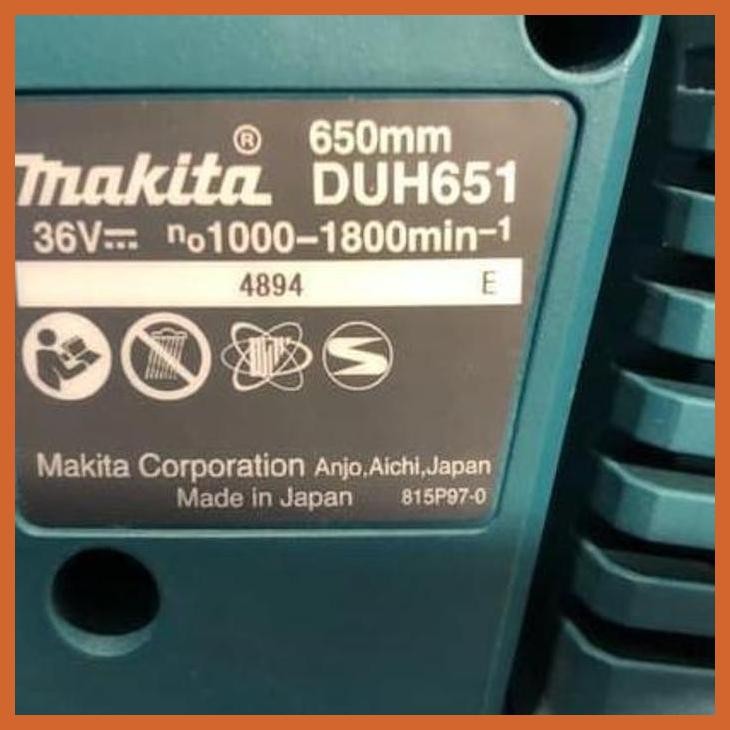 makita® 650mm
DUH651
36V⎓ n₀1000–1800min⁻¹
4894 E
Makita Corporation Anjo,Aichi,Japan
Made in Japan 815P97-0